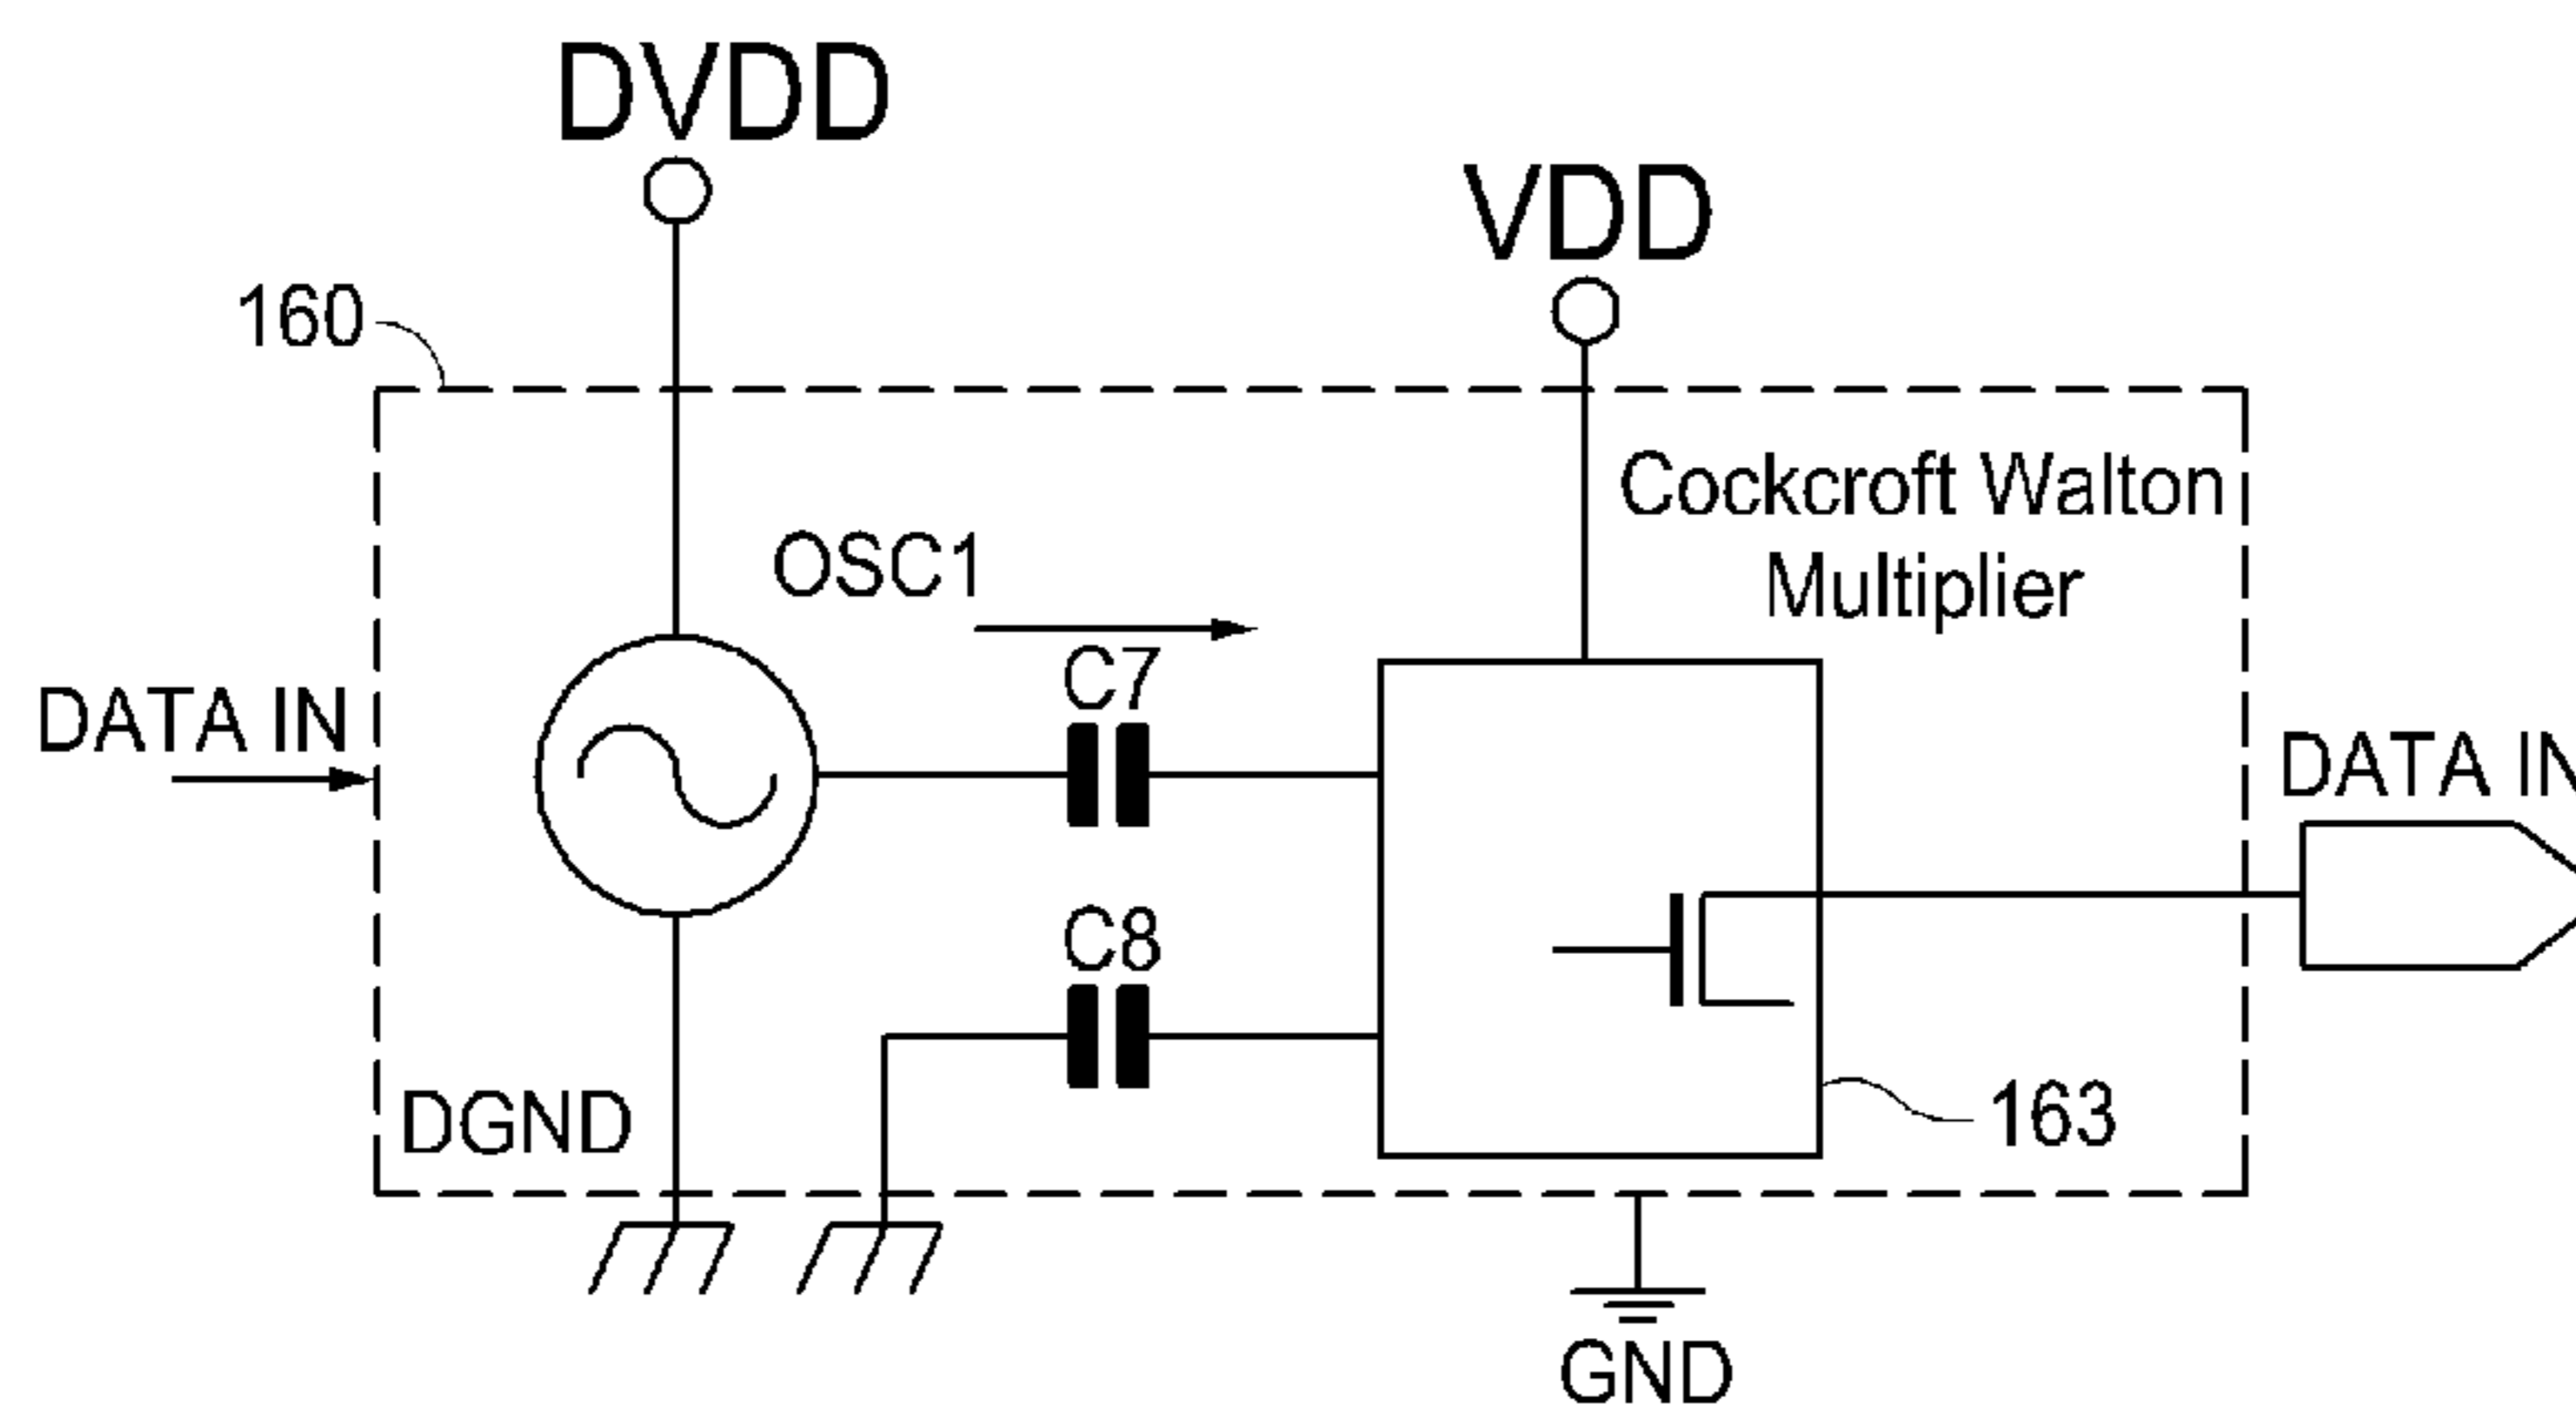 DVDD
VDD
160
Cockcroft Walton
Multiplier
OSC1
C7
DATA IN
DATA IN
C8
DGND
163
GND